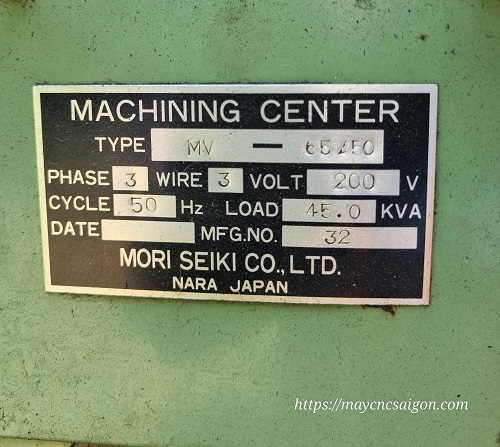 MACHINING CENTER
TYPE MV — 65/50
PHASE 3 WIRE 3 VOLT 200 V
CYCLE 50 Hz LOAD 45.0 KVA
DATE MFG.NO. 32
MORI SEIKI CO.,LTD.
NARA JAPAN
https://maycncsaigon.com/